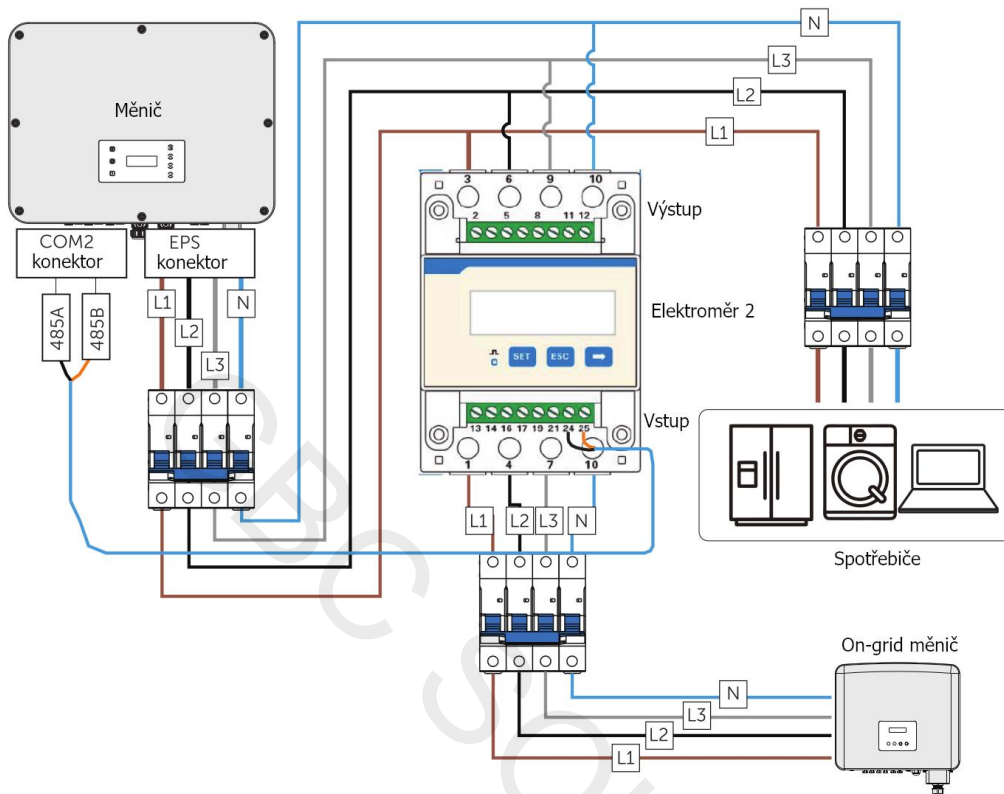 N
L3
L2
L1
Měnič
COM2
konektor
EPS
konektor
485A
485B
L1
L2
L3
N
3 6 9 10
2 5 8 11 12
Výstup
Elektroměr 2
SET
ESC
Vstup
13 14 16 17 19 21 24 25
1 4 7 10
L1
L2
L3
N
Spotřebiče
On-grid měnič
N
L3
L2
L1
GBC SO